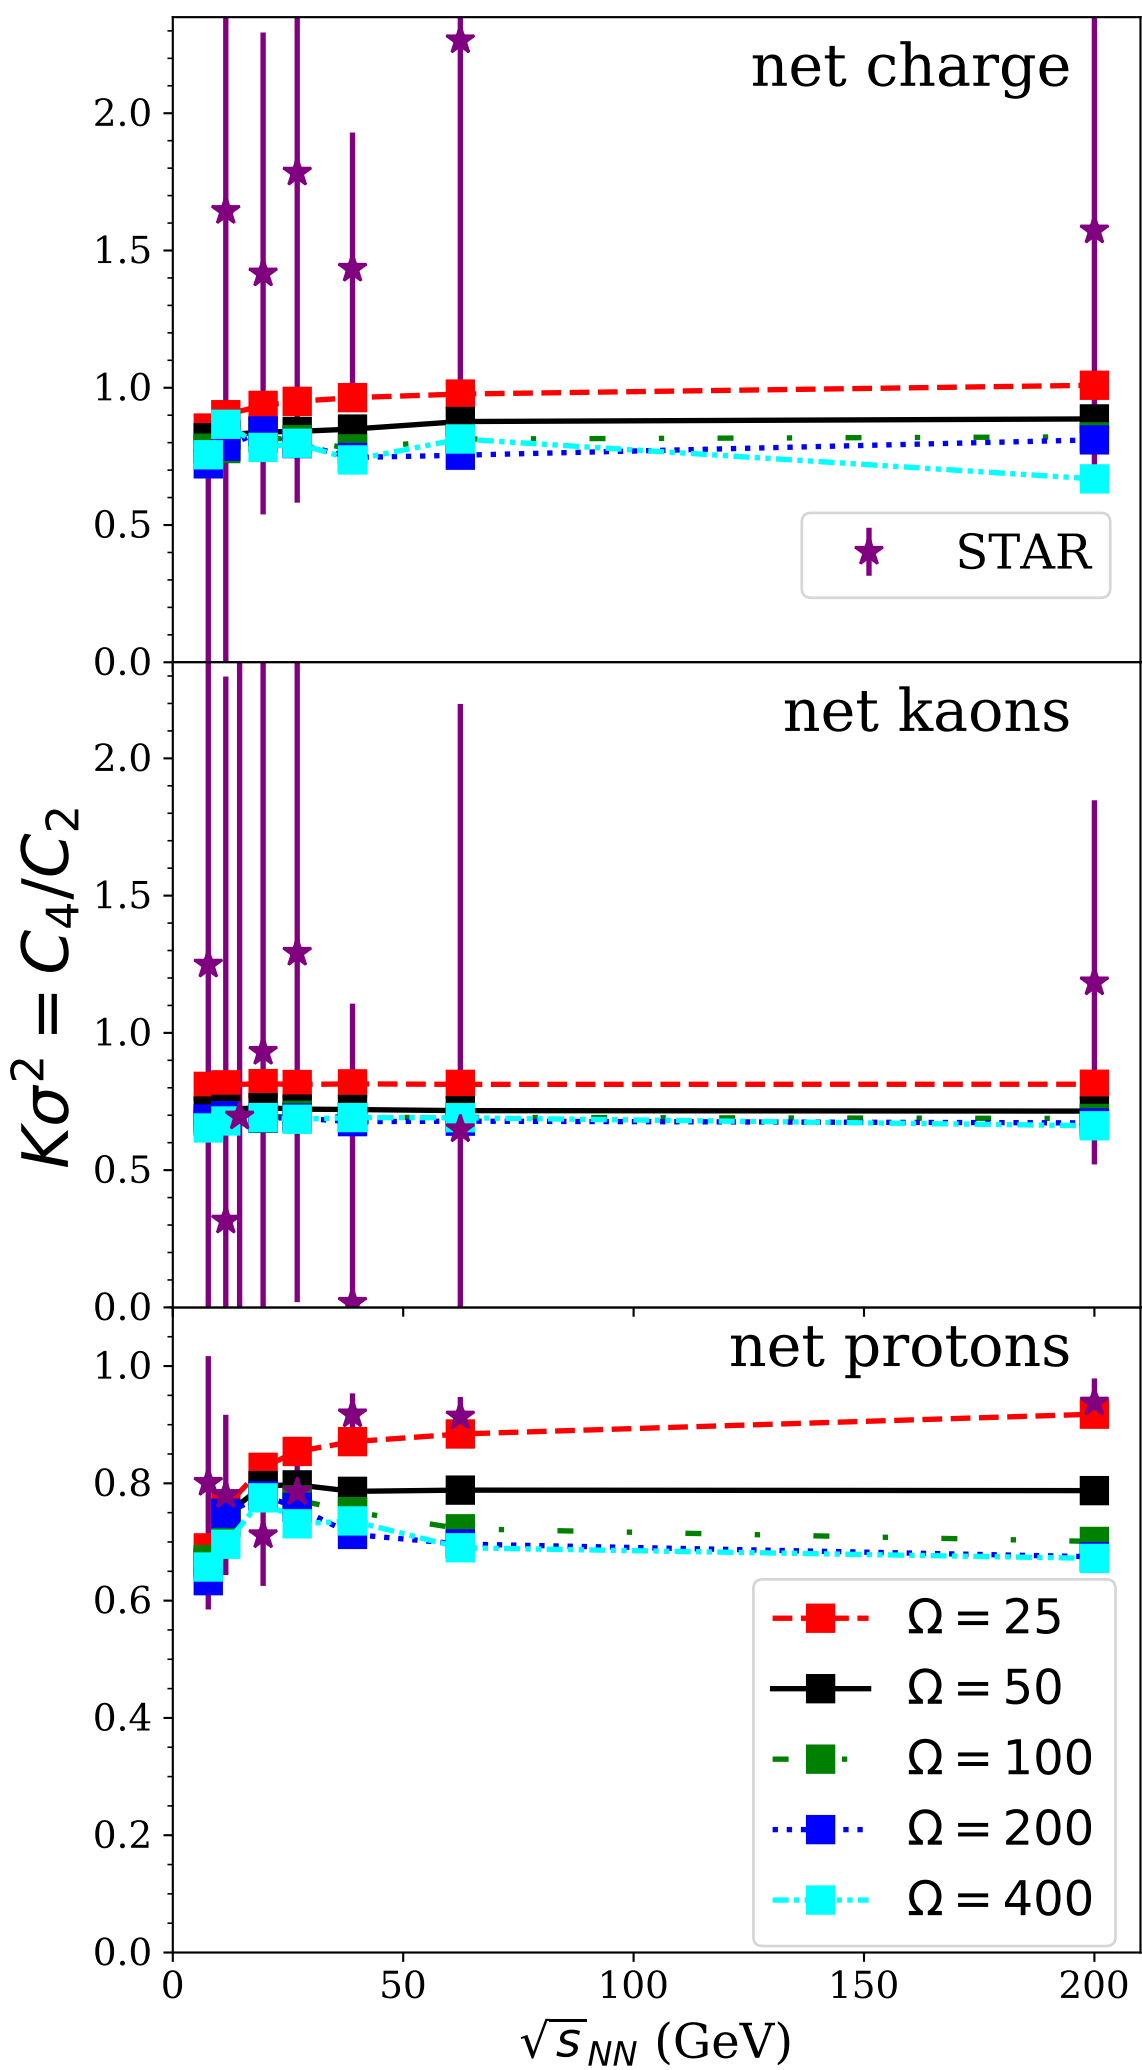 net charge
2.0
1.5
1.0
0.5
STAR
0.0
net kaons
2.0
1.5
1.0
0.5
0.0
Kσ² = C₄/C₂
net protons
1.0
0.8
0.6
0.4
0.2
0.0
Ω = 25
Ω = 50
Ω = 100
Ω = 200
Ω = 400
0 50 100 150 200
√s_NN (GeV)